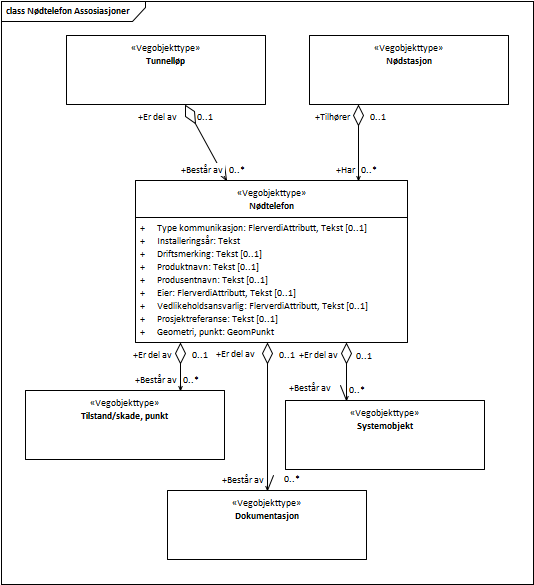 class Nødtelefon Assosiasjoner
«Vegobjekttype»
Tunnelløp
«Vegobjekttype»
Nødstasjon
+Er del av
0..1
+Tilhører
0..1
+Består av
0..*
+Har
0..*
«Vegobjekttype»
Nødtelefon
+ Type kommunikasjon: FlerverdiAttributt, Tekst [0..1]
+ Installeringsår: Tekst
+ Driftsmerking: Tekst [0..1]
+ Produktnavn: Tekst [0..1]
+ Produsentnavn: Tekst [0..1]
+ Eier: FlerverdiAttributt, Tekst [0..1]
+ Vedlikeholdsansvarlig: FlerverdiAttributt, Tekst [0..1]
+ Prosjektreferanse: Tekst [0..1]
+ Geometri, punkt: GeomPunkt
+Er del av
0..1
+Er del av
0..1
+Er del av
0..1
+Består av
0..*
+Består av
0..*
«Vegobjekttype»
Tilstand/skade, punkt
«Vegobjekttype»
Systemobjekt
+Består av
0..*
«Vegobjekttype»
Dokumentasjon